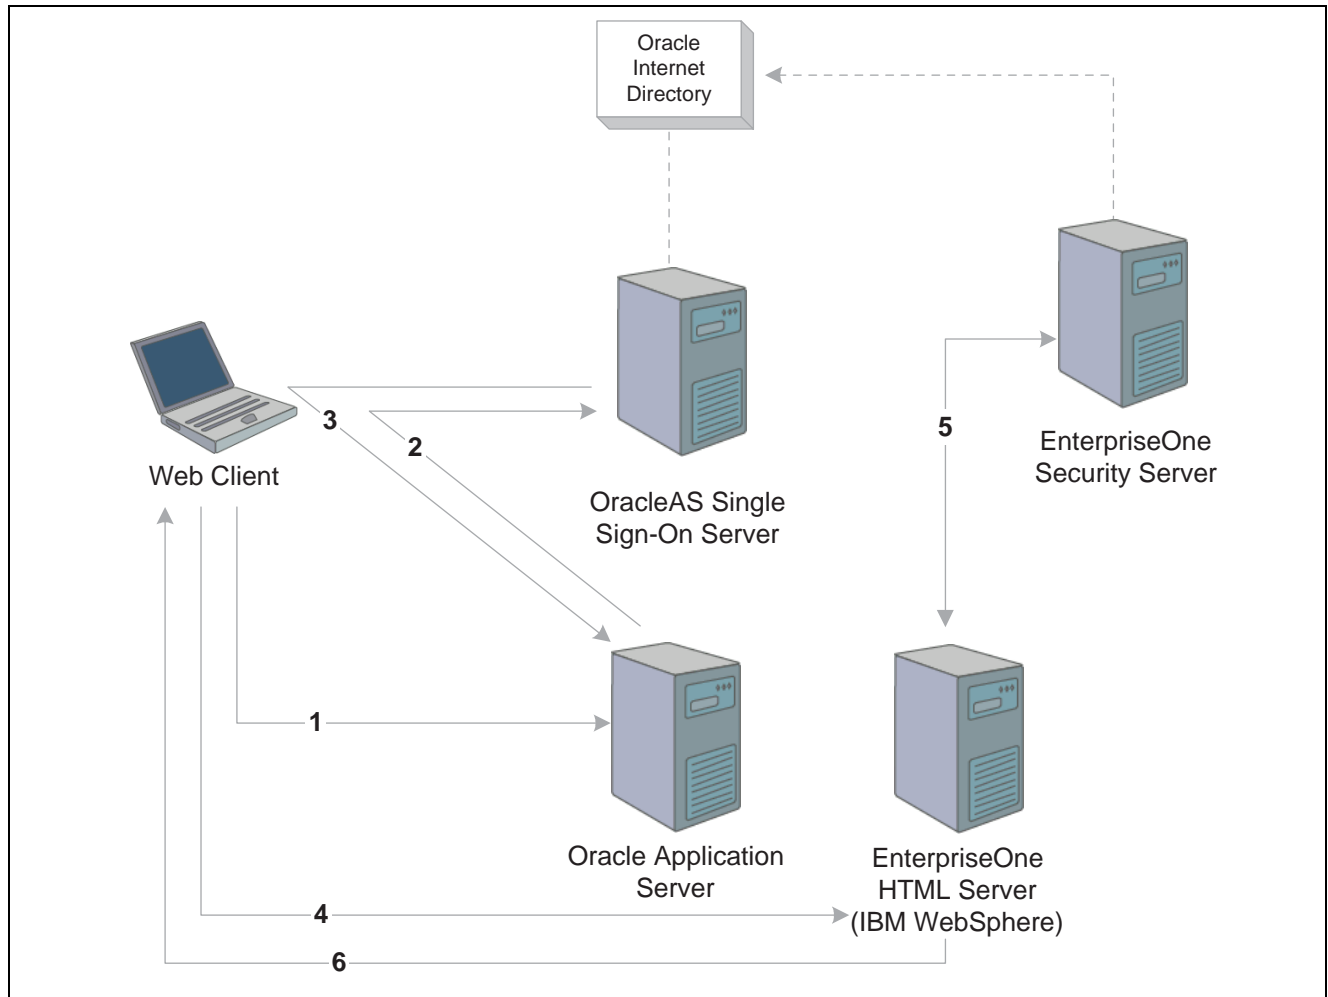 Oracle
Internet
Directory
3
2
5
Web Client
EnterpriseOne
Security Server
OracleAS Single
Sign-On Server
1
Oracle Application
Server
EnterpriseOne
HTML Server
(IBM WebSphere)
4
6